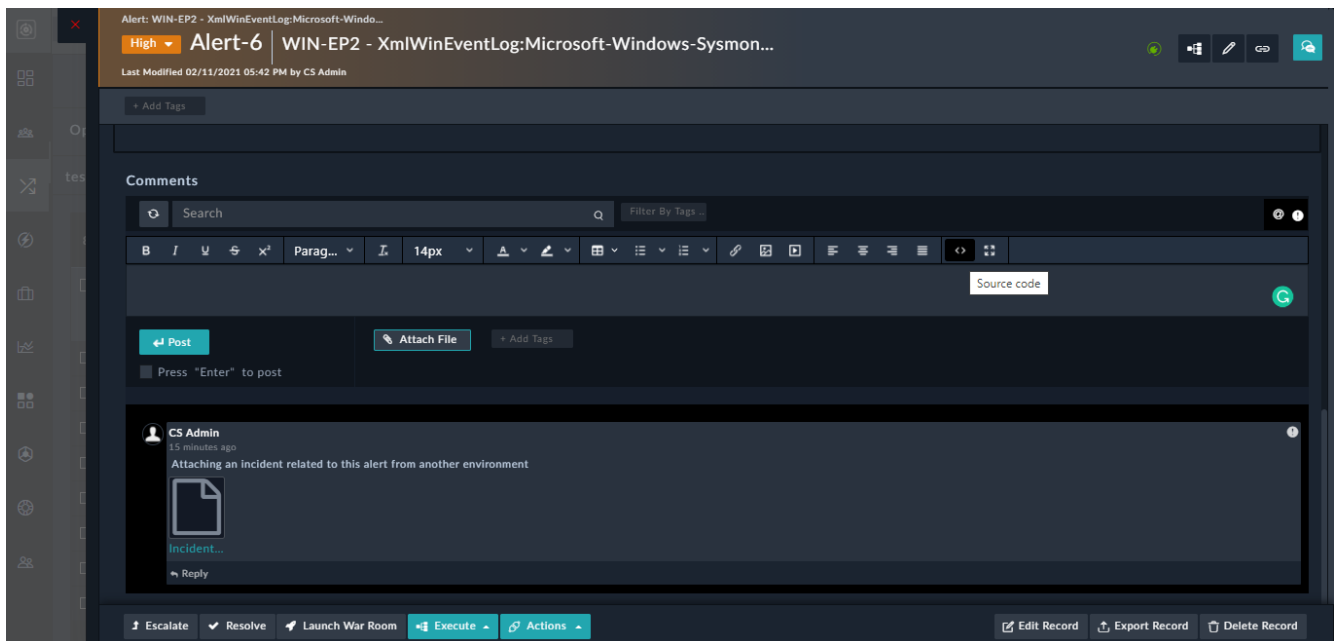 Alert: WIN-EP2 - XmlWinEventLog:Microsoft-Windo...
High Alert-6 WIN-EP2 - XmlWinEventLog:Microsoft-Windows-Sysmon...
Last Modified 02/11/2021 05:42 PM by CS Admin
+ Add Tags
Op
tes
Comments
Search Filter By Tags ..
B I U S x² Parag... 14px A
Source code
Post Attach File + Add Tags
Press "Enter" to post
CS Admin
15 minutes ago
Attaching an incident related to this alert from another environment
Incident...
Reply
Escalate Resolve Launch War Room Execute Actions Edit Record Export Record Delete Record